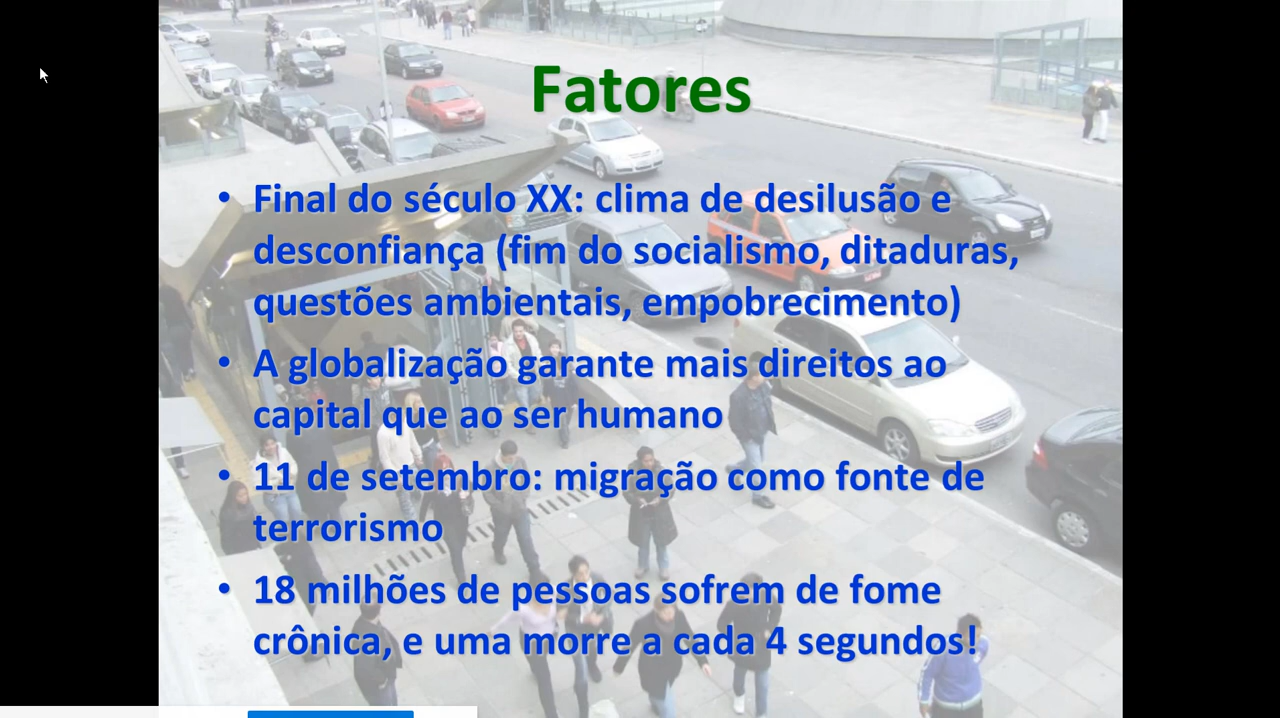 Fatores
• Final do século XX: clima de desilusão e
desconfiança (fim do socialismo, ditaduras,
questões ambientais, empobrecimento)
• A globalização garante mais direitos ao
capital que ao ser humano
• 11 de setembro: migração como fonte de
terrorismo
• 18 milhões de pessoas sofrem de fome
crônica, e uma morre a cada 4 segundos!